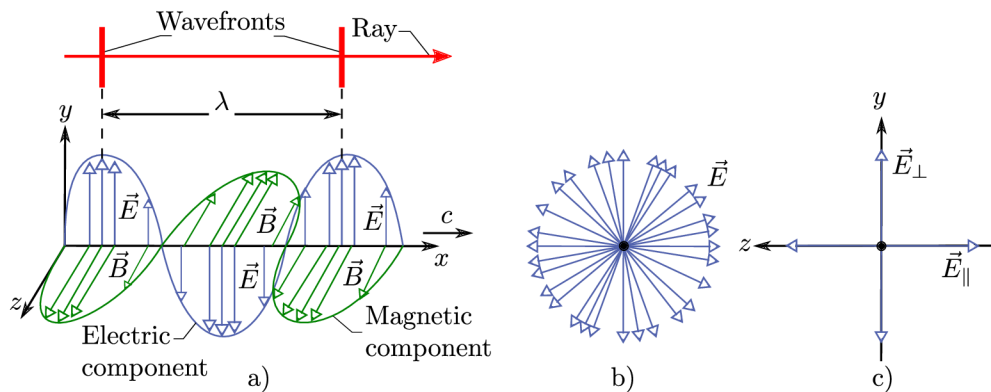 Wavefronts
Ray
λ
y
y
E⃗
E⃗⊥
E⃗
B⃗
B⃗
E⃗
E⃗
B⃗
c
x
z
z
E⃗∥
Electric
component
Magnetic
component
a)
b)
c)